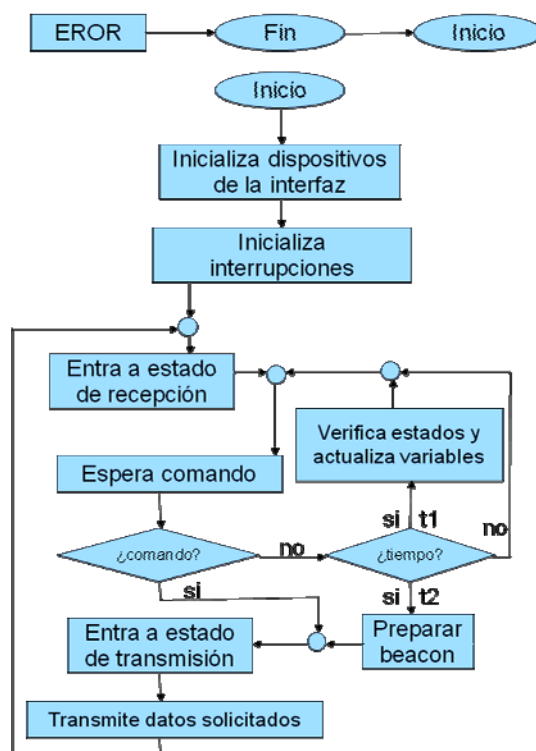 EROR
Fin
Inicio
Inicio
Inicializa dispositivos
de la interfaz
Inicializa
interrupciones
Entra a estado
de recepción
Verifica estados y
actualiza variables
Espera comando
si t1
no
¿comando?
no
¿tiempo?
si
si t2
Entra a estado
de transmisión
Preparar
beacon
Transmite datos solicitados